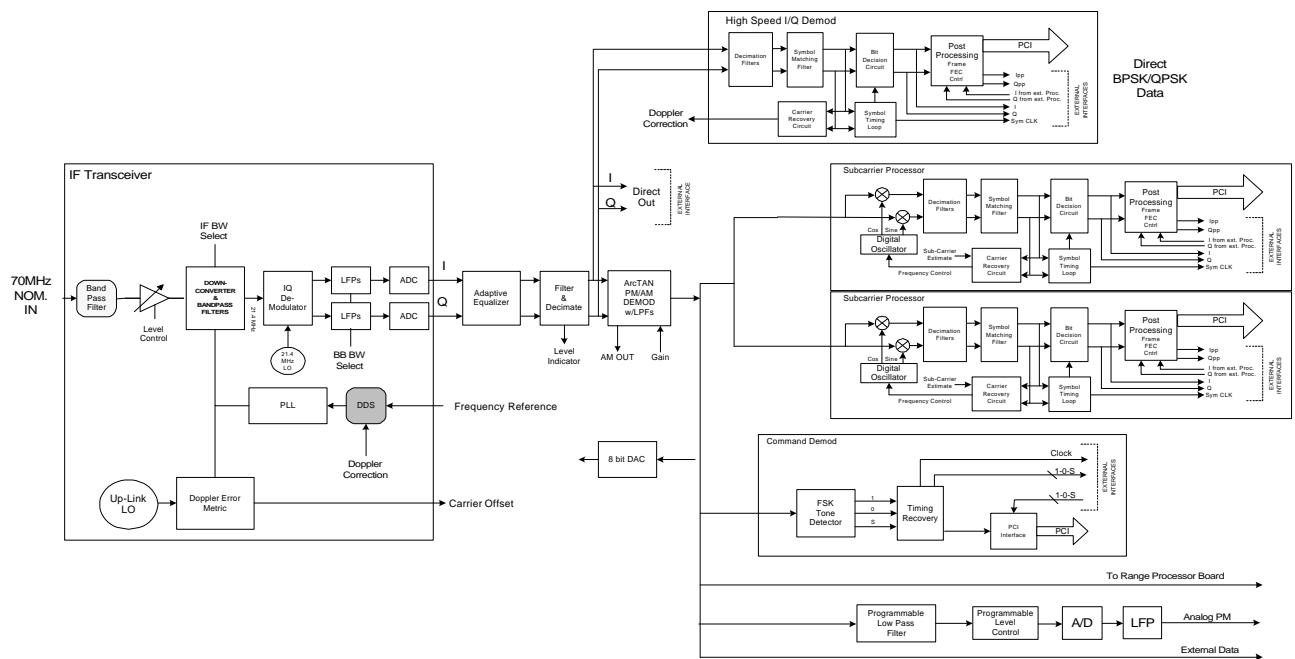 High Speed I/Q Demod
Decimation
Filters
Symbol
Matching
Filter
Bit
Decision
Circuit
Post
Processing
Frame
FEC
Cntrl
PCI
Ipp
Qpp
I from ext. Proc.
Q from ext. Proc.
I
Q
Sym CLK
EXTERNAL
INTERFACES
Carrier
Recovery
Circuit
Symbol
Timing
Loop
Doppler
Correction
Direct
BPSK/QPSK
Data
IF Transceiver
70MHz
NOM.
IN
Band
Pass
Filter
Level
Control
IF BW
Select
DOWN-
CONVERTER
&
BANDPASS
FILTERS
21.4 MHz
IQ
De-
Modulator
21.4
MHz
LO
LFPs
LFPs
BB BW
Select
ADC
ADC
I
Q
PLL
DDS
Frequency Reference
Doppler
Correction
Up-Link
LO
Doppler Error
Metric
Carrier Offset
Adaptive
Equalizer
Filter
&
Decimate
Level
Indicator
I
Q
Direct
Out
EXTERNAL
INTERFACE
ArcTAN
PM/AM
DEMOD
w/LPFs
AM OUT
Gain
8 bit DAC
Subcarrier Processor
Cos
Sine
Digital
Oscillator
Decimation
Filters
Symbol
Matching
Filter
Bit
Decision
Circuit
Post
Processing
Frame
FEC
Cntrl
PCI
Ipp
Qpp
I from ext. Proc.
Q from ext. Proc.
I
Q
Sym CLK
EXTERNAL
INTERFACES
Sub-Carrier
Estimate
Frequency Control
Carrier
Recovery
Circuit
Symbol
Timing
Loop
Subcarrier Processor
Cos
Sine
Digital
Oscillator
Decimation
Filters
Symbol
Matching
Filter
Bit
Decision
Circuit
Post
Processing
Frame
FEC
Cntrl
PCI
Ipp
Qpp
I from ext. Proc.
Q from ext. Proc.
I
Q
Sym CLK
EXTERNAL
INTERFACES
Sub-Carrier
Estimate
Frequency Control
Carrier
Recovery
Circuit
Symbol
Timing
Loop
Command Demod
FSK
Tone
Detector
1
0
S
Timing
Recovery
Clock
1-0-S
1-0-S
PCI
Interface
PCI
EXTERNAL
INTERFACES
To Range Processor Board
Programmable
Low Pass
Filter
Programmable
Level
Control
A/D
LFP
Analog PM
External Data